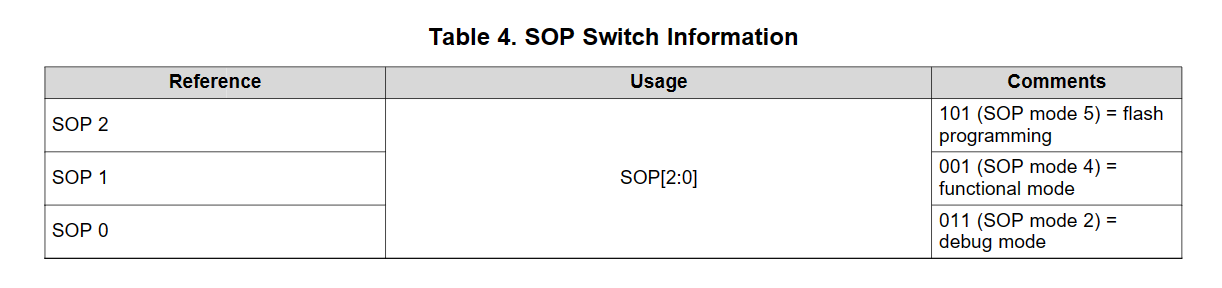 Table 4. SOP Switch Information
Reference Usage Comments
SOP 2
101 (SOP mode 5) = flash
programming
SOP 1
SOP[2:0]
001 (SOP mode 4) =
functional mode
SOP 0
011 (SOP mode 2) =
debug mode